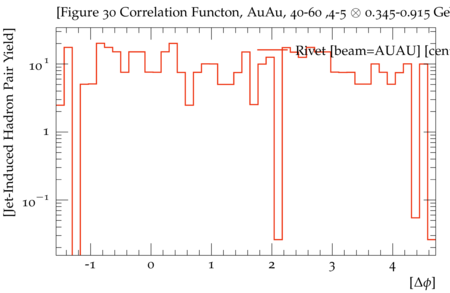 [Figure 30 Correlation Functon, AuAu, 40-60 ,4-5 ⊗ 0.345-0.915 Ge
Rivet [beam=AUAU] [cen
[Jet-Induced Hadron Pair Yield]
10¹
1
10⁻¹
-1 0 1 2 3 4
[Δϕ]